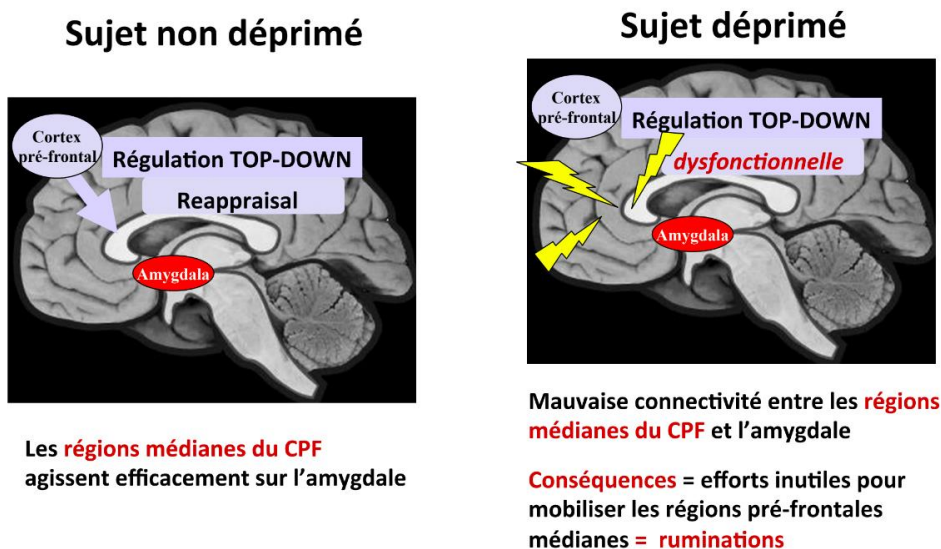 Sujet non déprimé
Cortex
pré-frontal
Régulation TOP-DOWN
Reappraisal
Amygdala
Les régions médianes du CPF
agissent efficacement sur l’amygdale
Sujet déprimé
Cortex
pré-frontal
Régulation TOP-DOWN
dysfonctionnelle
Amygdala
Mauvaise connectivité entre les régions
médianes du CPF et l’amygdale
Conséquences = efforts inutiles pour
mobiliser les régions pré-frontales
médianes = ruminations